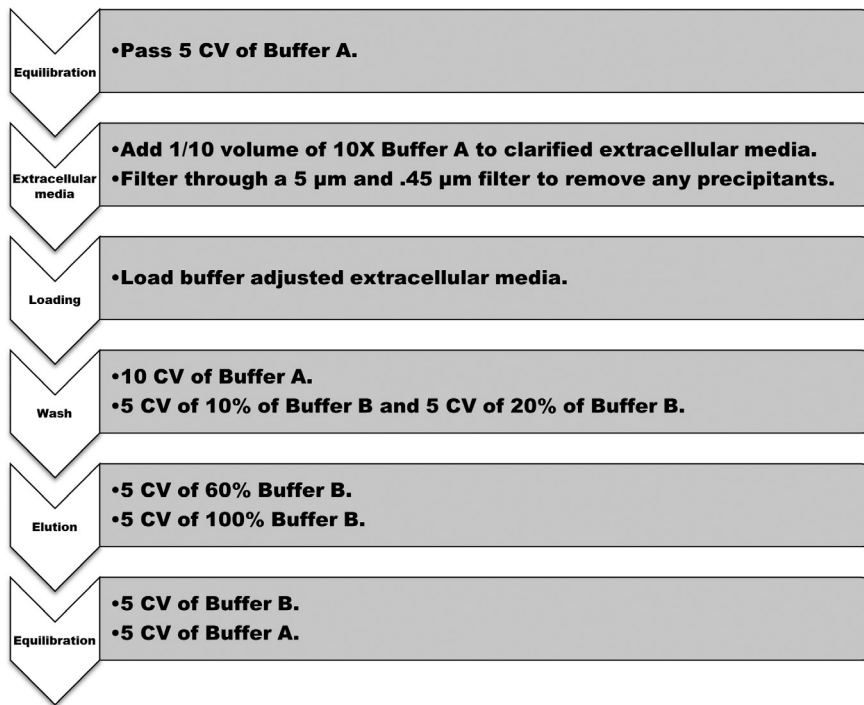 Equilibration
•Pass 5 CV of Buffer A.
Extracellular
media
•Add 1/10 volume of 10X Buffer A to clarified extracellular media.
•Filter through a 5 µm and .45 µm filter to remove any precipitants.
Loading
•Load buffer adjusted extracellular media.
Wash
•10 CV of Buffer A.
•5 CV of 10% of Buffer B and 5 CV of 20% of Buffer B.
Elution
•5 CV of 60% Buffer B.
•5 CV of 100% Buffer B.
Equilibration
•5 CV of Buffer B.
•5 CV of Buffer A.